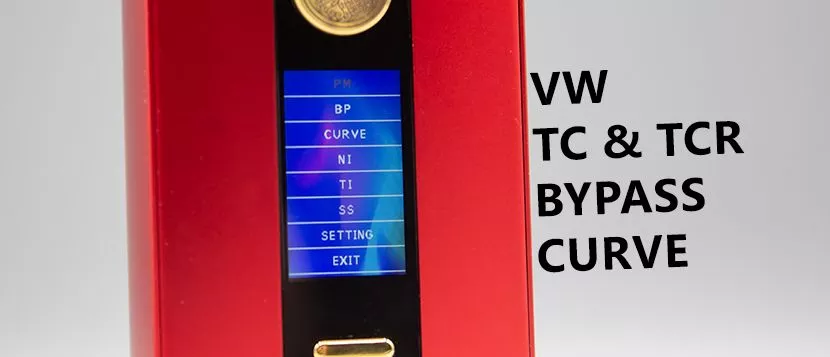 PM
BP
CURVE
NI
TI
SS
SETTING
EXIT
VW
TC & TCR
BYPASS
CURVE